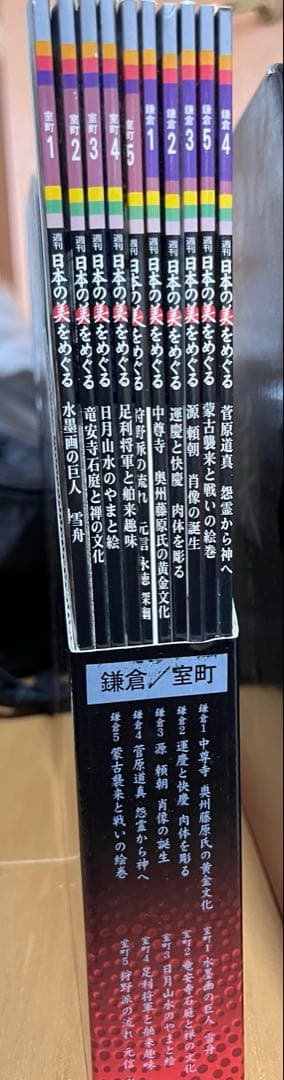 室町 1 週刊 日本の美をめぐる 水墨画の巨人 雪舟
室町 2 週刊 日本の美をめぐる 竜安寺石庭と禅の文化
室町 3 週刊 日本の美をめぐる 日月山水のやまと絵
室町 4 週刊 日本の美をめぐる 足利将軍と舶来趣味
室町 5 週刊 日本の美をめぐる 狩野派の流れ 元信 永徳 探幽
鎌倉 1 週刊 日本の美をめぐる 中尊寺 奥州藤原氏の黄金文化
鎌倉 2 週刊 日本の美をめぐる 運慶と快慶 肉体を彫る
鎌倉 3 週刊 日本の美をめぐる 源頼朝 肖像の誕生
鎌倉 5 週刊 日本の美をめぐる 蒙古襲来と戦いの絵巻
鎌倉 4 週刊 日本の美をめぐる 菅原道真 怨霊から神へ
鎌倉/室町
鎌倉1 中尊寺 奥州藤原氏の黄金文化
鎌倉2 運慶と快慶 肉体を彫る
鎌倉3 源 頼朝 肖像の誕生
鎌倉4 菅原道真 怨霊から神へ
鎌倉5 蒙古襲来と戦いの絵巻
室町1 水墨画の巨人 雪舟
室町2 竜安寺石庭と禅の文化
室町3 日月山水のやまと絵
室町4 足利将軍と舶来趣味
室町5 狩野派の流れ 元信